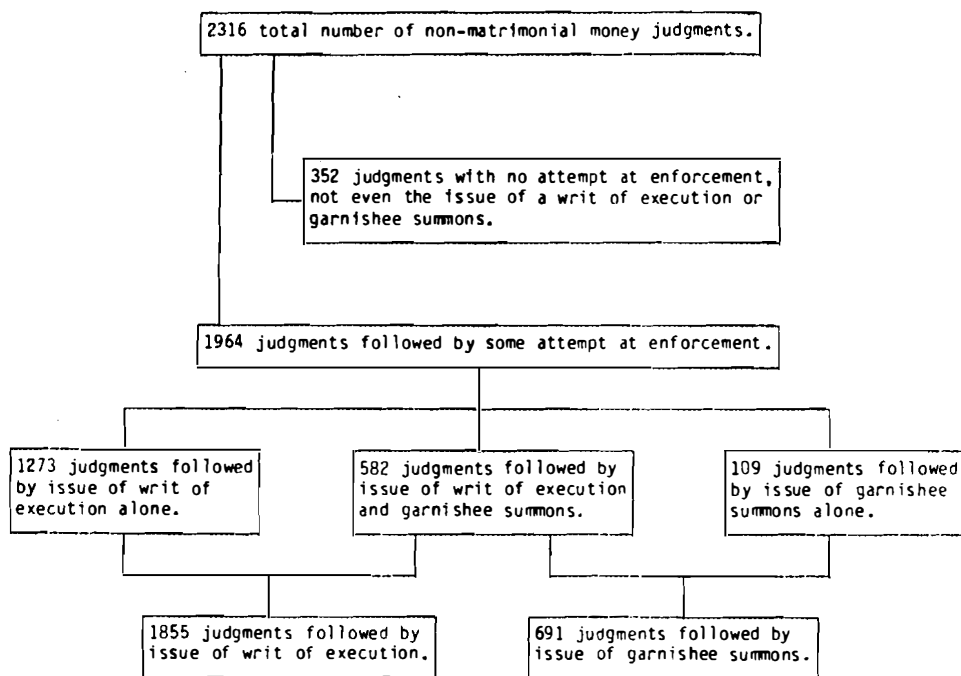 2316 total number of non-matrimonial money judgments.
352 judgments with no attempt at enforcement,
not even the issue of a writ of execution or
garnishee summons.
1964 judgments followed by some attempt at enforcement.
1273 judgments followed
by issue of writ of
execution alone.
582 judgments followed by
issue of writ of execution
and garnishee summons.
109 judgments followed
by issue of garnishee
summons alone.
1855 judgments followed by
issue of writ of execution.
691 judgments followed by
issue of garnishee summons.